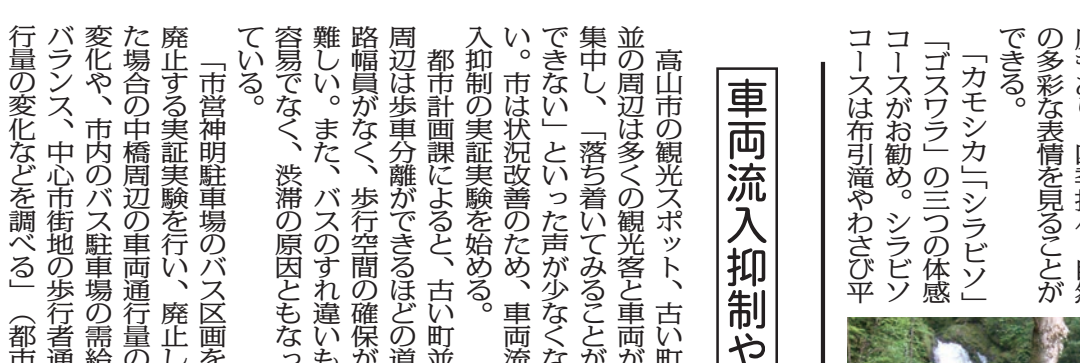 の多彩な表情を見ることが
できる。
「カモシカ」「シラビソ」
「ゴスワラ」の三つの体感
コースがお勧め。シラビソ
コースは布引滝やわさび平
車両流入抑制や
高山市の観光スポット、古い町
並の周辺は多くの観光客と車両が
集中し、「落ち着いてみることが
できない」といった声が少なくな
い。市は状況改善のため、車両流
入抑制の実証実験を始める。
都市計画課によると、古い町並
周辺は歩車分離ができるほどの道
路幅員がなく、歩行空間の確保が
難しい。また、バスのすれ違いも
容易でなく、渋滞の原因ともなっ
ている。
「市営神明駐車場のバス区画を
廃止する実証実験を行い、廃止し
た場合の中橋周辺の車両通行量の
変化や、市内のバス駐車場の需給
バランス、中心市街地の歩行者通
行量の変化などを調べる」（都市